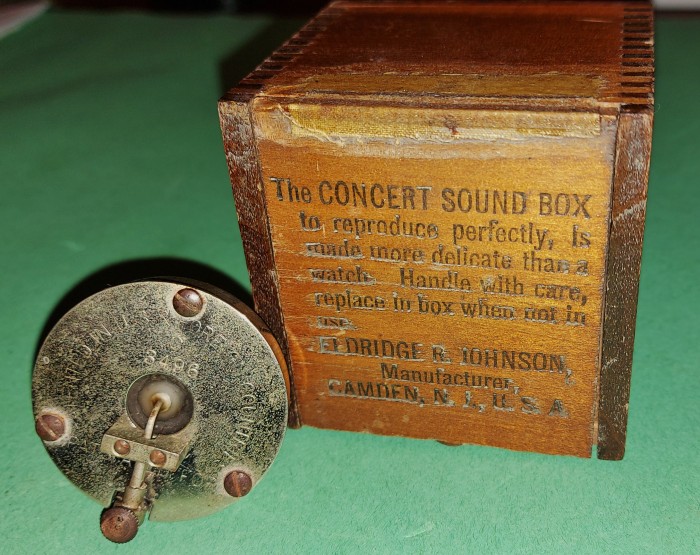 The CONCERT SOUND BOX
to reproduce perfectly, is
made more delicate than a
watch. Handle with care,
replace in box when not in
use.
ELDRIDGE R. JOHNSON,
Manufacturer,
CAMDEN, N. J., U. S. A